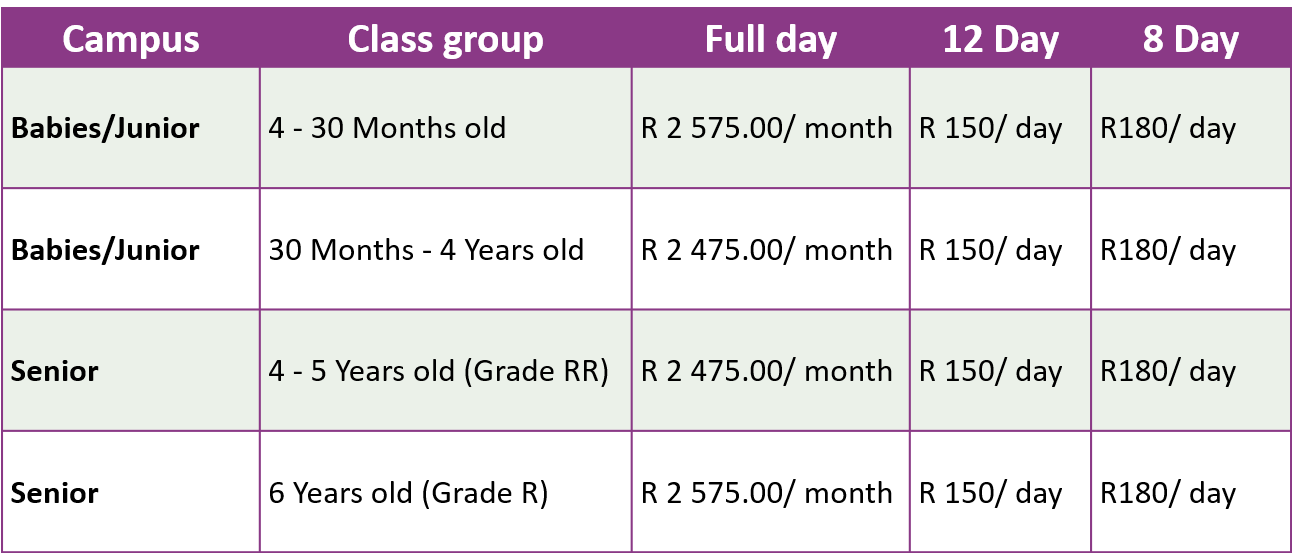 Campus Class group Full day 12 Day 8 Day
Babies/Junior 4 - 30 Months old R 2 575.00/ month R 150/ day R180/ day
Babies/Junior 30 Months - 4 Years old R 2 475.00/ month R 150/ day R180/ day
Senior 4 - 5 Years old (Grade RR) R 2 475.00/ month R 150/ day R180/ day
Senior 6 Years old (Grade R) R 2 575.00/ month R 150/ day R180/ day